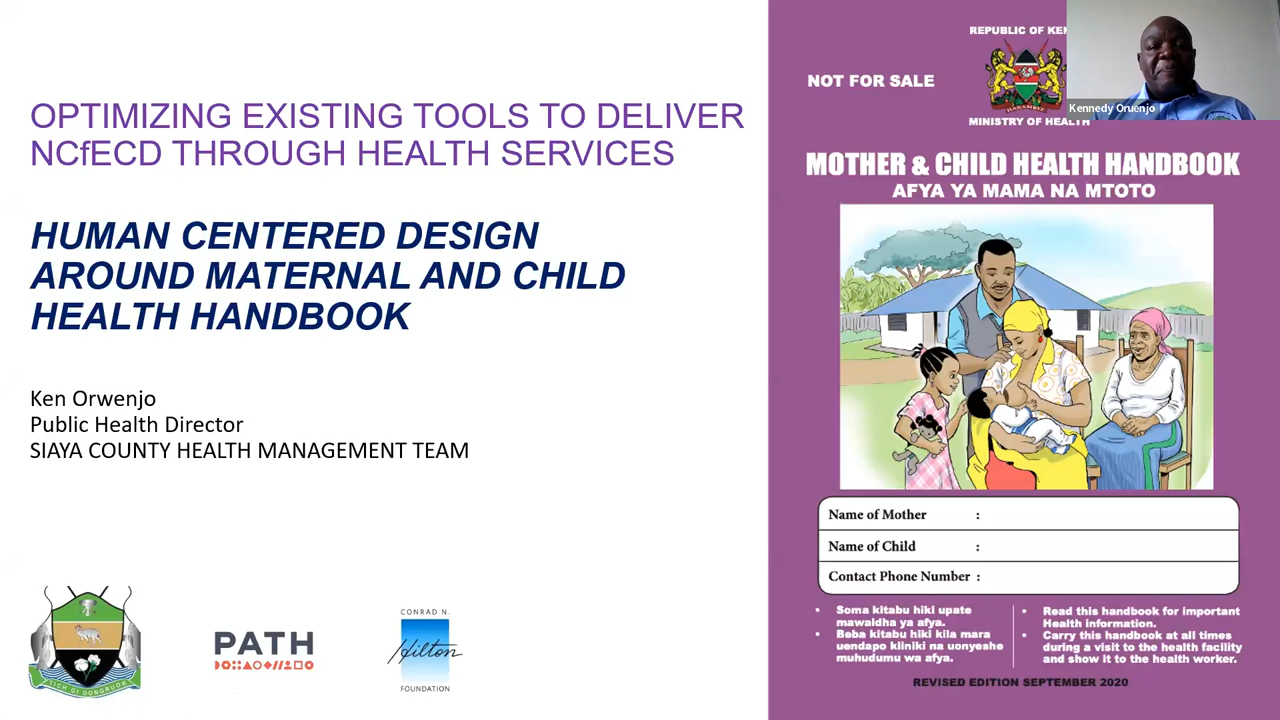 OPTIMIZING EXISTING TOOLS TO DELIVER
NCfECD THROUGH HEALTH SERVICES
HUMAN CENTERED DESIGN
AROUND MATERNAL AND CHILD
HEALTH HANDBOOK
Ken Orwenjo
Public Health Director
SIAYA COUNTY HEALTH MANAGEMENT TEAM
TICH GI DONGRUOK
PATH
CONRAD N.
Hilton
FOUNDATION
REPUBLIC OF
NOT FOR SALE
MINISTRY OF HEALTH
Kennedy Oruenjo
MOTHER & CHILD HEALTH HANDBOOK
AFYA YA MAMA NA MTOTO
Name of Mother :
Name of Child :
Contact Phone Number :
• Soma kitabu hiki upate
mawaidha ya afya.
• Beba kitabu hiki kila mara
uendapo kliniki na uonyeshe
muhudumu wa afya.
• Read this handbook for important
Health information.
• Carry this handbook at all times
during a visit to the health facility
and show it to the health worker.
REVISED EDITION SEPTEMBER 2020